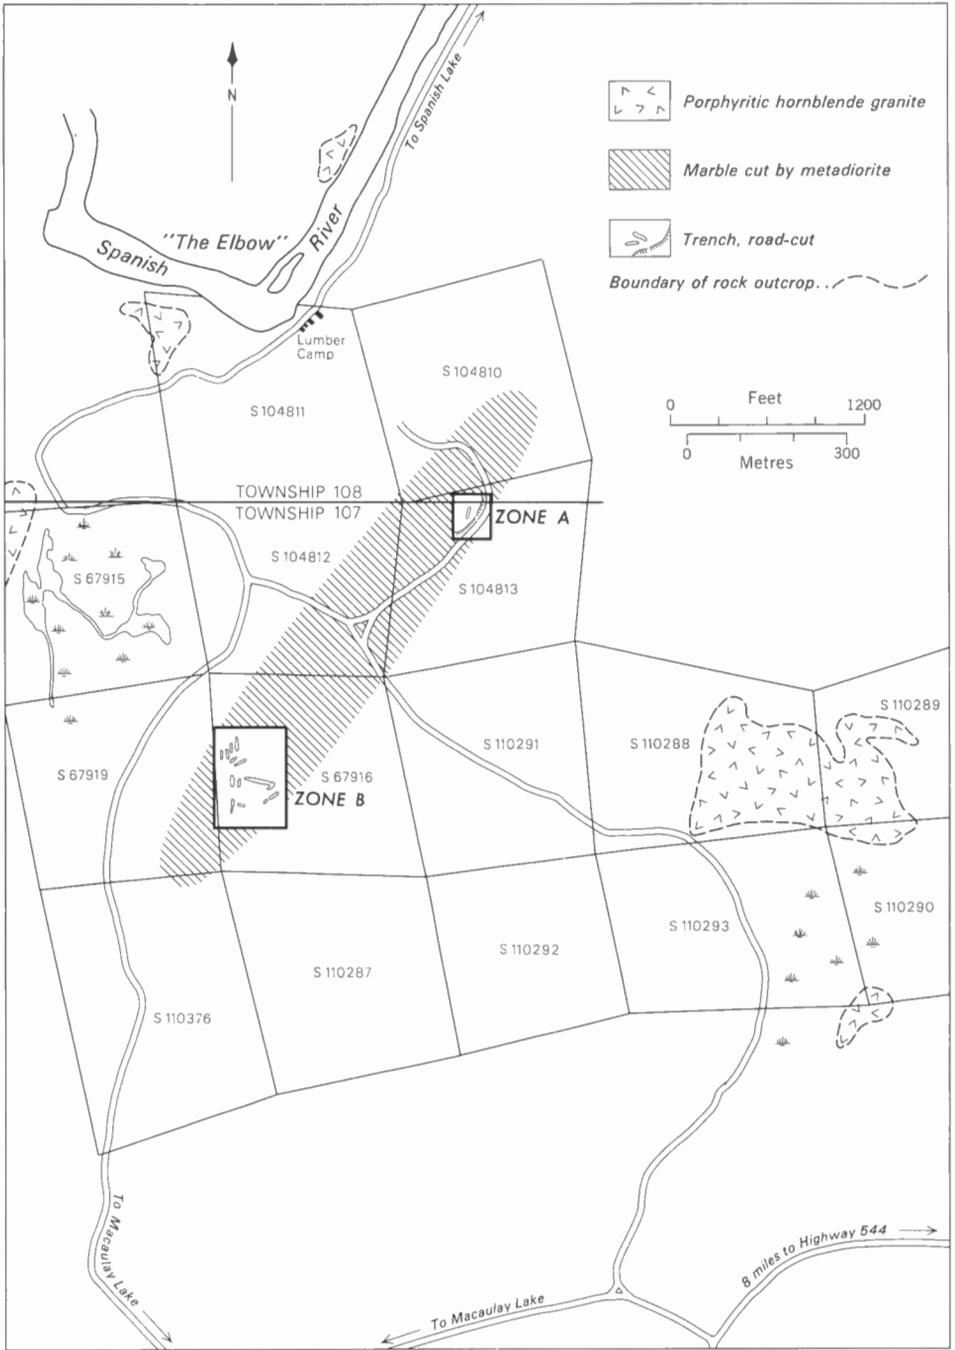 N
To Spanish Lake
Porphyritic hornblende granite
Marble cut by metadiorite
"The Elbow"
River
Spanish
Trench, road-cut
Boundary of rock outcrop..
Lumber
Camp
S 104810
S 104811
Feet
0 1200
0 300
Metres
TOWNSHIP 108
TOWNSHIP 107
ZONE A
S 104812
S 67915
S 104813
S 110289
S 110291
S 110288
S 67919
S 67916
ZONE B
S 110290
S 110293
S 110292
S 110287
S 110376
To Macaulay Lake
8 miles to Highway 544
To Macaulay Lake